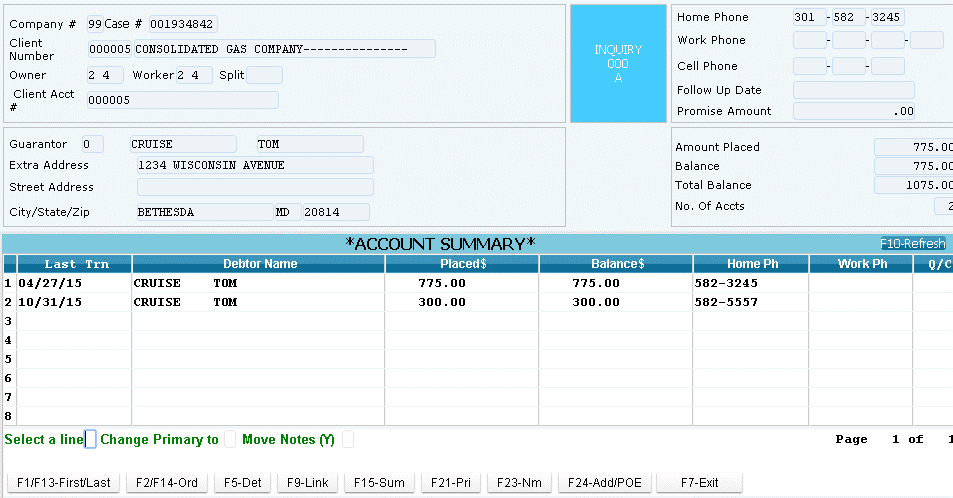 Company # 99 Case # 001934842
Client Number 000005 CONSOLIDATED GAS COMPANY---------------
Owner 2 4 Worker 2 4 Split
Client Acct # 000005
INQUIRY
000
A
Home Phone 301 - 582 - 3245
Work Phone - - -
Cell Phone - -
Follow Up Date
Promise Amount .00
Guarantor 0 CRUISE TOM
Extra Address 1234 WISCONSIN AVENUE
Street Address
City/State/Zip BETHESDA MD 20814
Amount Placed 775.00
Balance 775.00
Total Balance 1075.00
No. Of Accts 2
*ACCOUNT SUMMARY* F10-Refresh
Last Trn Debtor Name Placed$ Balance$ Home Ph Work Ph Q/C
1 04/27/15 CRUISE TOM 775.00 775.00 582-3245
2 10/31/15 CRUISE TOM 300.00 300.00 582-5557
3
4
5
6
7
8
Select a line Change Primary to Move Notes (Y) Page 1 of 1
F1/F13-First/Last F2/F14-Ord F5-Det F9-Link F15-Sum F21-Pri F23-Nm F24-Add/POE F7-Exit